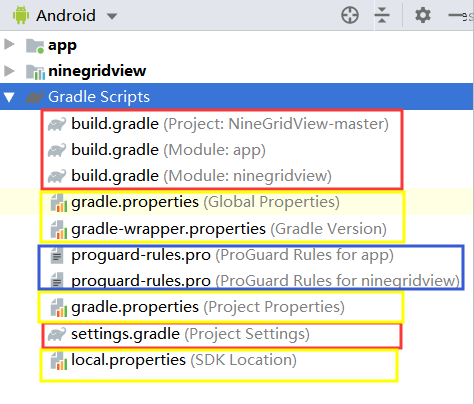 Android
app
ninegridview
Gradle Scripts
build.gradle (Project: NineGridView-master)
build.gradle (Module: app)
build.gradle (Module: ninegridview)
gradle.properties (Global Properties)
gradle-wrapper.properties (Gradle Version)
proguard-rules.pro (ProGuard Rules for app)
proguard-rules.pro (ProGuard Rules for ninegridview)
gradle.properties (Project Properties)
settings.gradle (Project Settings)
local.properties (SDK Location)